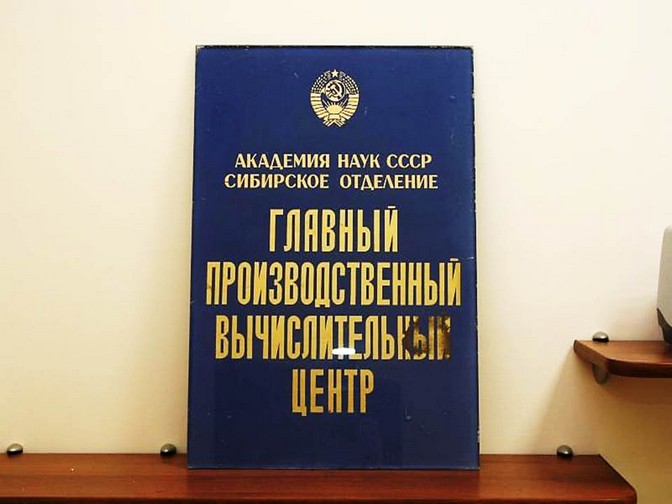 АКАДЕМИЯ НАУК СССР
СИБИРСКОЕ ОТДЕЛЕНИЕ
ГЛАВНЫЙ
ПРОИЗВОДСТВЕННЫЙ
ВЫЧИСЛИТЕЛЬНЫЙ
ЦЕНТР